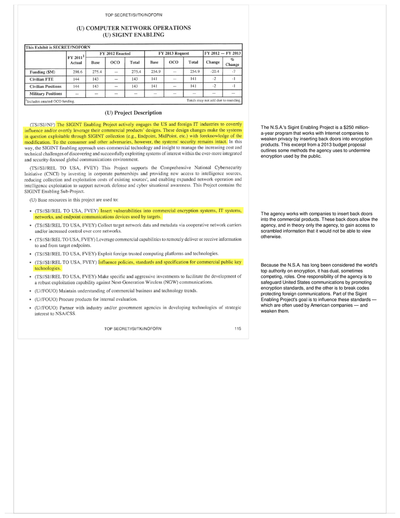 TOP SECRET//SI//TK//NOFORN
(U) COMPUTER NETWORK OPERATIONS
(U) SIGINT ENABLING
This Exhibit is SECRET//NOFORN
FY 2011 FY 2012 Enacted FY 2013 Request FY 2012 — FY 2013
Actual Base OCO Total Base OCO Total Change % Change
Funding ($M) 298.6 275.4 — 275.4 254.9 — 254.9 -20.4 -7
Civilian FTE 144 143 — 143 141 — 141 -2 -1
Civilian Positions 144 143 — 143 141 — 141 -2 -1
Military Positions — — — — — — — — —
Totals may not add due to rounding
(U) Project Description
(TS//SI//NF) The SIGINT Enabling Project actively engages the US and foreign IT industries to covertly
influence and/or overtly leverage their commercial products' designs. These design changes make the systems
in question exploitable through SIGINT collection (e.g., Endpoint, MidPoint, etc.) with foreknowledge of the
modification. To the consumer and other adversaries, however, the systems' security remains intact. In this
way, the SIGINT Enabling approach uses commercial technology and insight to manage the increasing cost and
technical challenges of discovering and successfully exploiting systems of interest within the ever-more integrated
and security-focused global communications environment.
(TS//SI//REL TO USA, FVEY) This Project supports the Comprehensive National Cybersecurity
Initiative (CNCI) by investing in corporate partnerships and providing new access to intelligence sources,
reducing collection and exploitation costs of existing sources, and enabling expanded network operation and
intelligence exploitation to support network defense and cyber situational awareness. This Project contains the
SIGINT Enabling Sub-Project.
(U) Base resources in this project are used to:
• (TS//SI//REL TO USA, FVEY) Insert vulnerabilities into commercial encryption systems, IT systems,
networks, and endpoint communications devices used by targets.
• (TS//SI//REL TO USA, FVEY) Collect target network data and metadata via cooperative network carriers
and/or increased control over core networks.
• (TS//SI//REL TO USA, FVEY) Leverage commercial capabilities to remotely deliver or receive information
to and from target endpoints.
• (TS//SI//REL TO USA, FVEY) Exploit foreign trusted computing platforms and technologies.
• (TS//SI//REL TO USA, FVEY) Influence policies, standards and specification for commercial public key
technologies.
• (TS//SI//REL TO USA, FVEY) Make specific and aggressive investments to facilitate the development of
a robust exploitation capability against Next-Generation Wireless (NGW) communications.
• (U//FOUO) Maintain understanding of commercial business and technology trends.
• (U//FOUO) Procure products for internal evaluation.
• (U//FOUO) Partner with industry and/or government agencies in developing technologies of strategic
interest to NSA/CSS.
TOP SECRET//SI//TK//NOFORN 115
The N.S.A.'s Sigint Enabling Project is a $250 million-
a-year program that works with Internet companies to
weaken privacy by inserting back doors into encryption
products. This excerpt from a 2013 budget proposal
outlines some methods the agency uses to undermine
encryption used by the public.
The agency works with companies to insert back doors
into the commercial products. These back doors allow the
agency, and in theory only the agency, to gain access to
scrambled information that it would not be able to view
otherwise.
Because the N.S.A. has long been considered the world's
top authority on encryption, it has dual, sometimes
competing, roles. One responsibility of the agency is to
safeguard United States communications by promoting
encryption standards, and the other is to break codes
protecting foreign communications. Part of the Sigint
Enabling Project's goal is to influence these standards —
which are often used by American companies — and
weaken them.